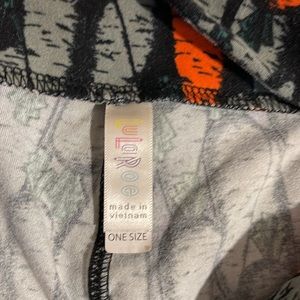 LuLaRoe
made in
vietnam
ONE SIZE